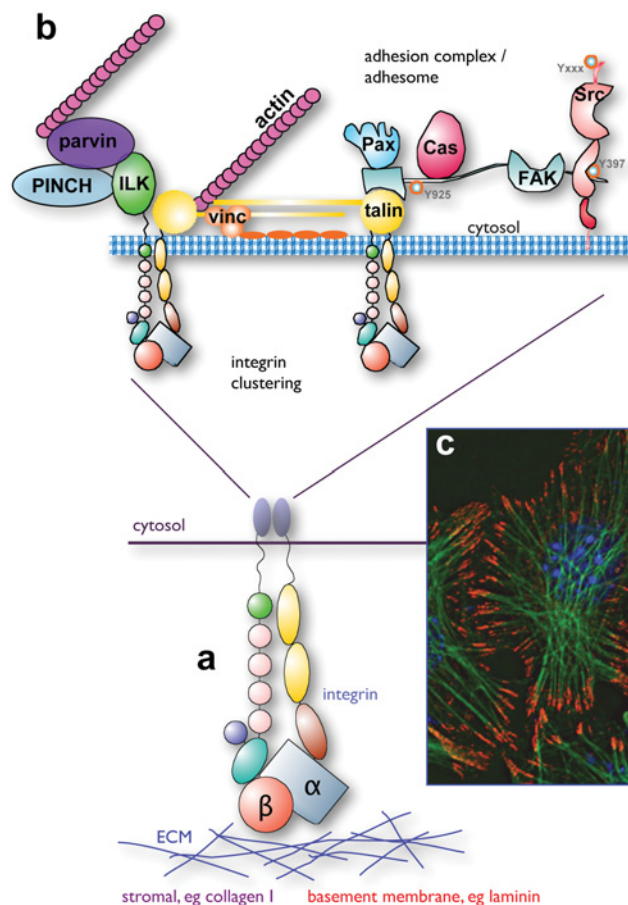 b
adhesion complex /
adhesome
Yxxx
Src
actin
parvin
Pax
Cas
Y397
PINCH
ILK
FAK
Y925
vinc
talin
cytosol
integrin
clustering
c
cytosol
a
integrin
α
β
ECM
stromal, eg collagen I
basement membrane, eg laminin